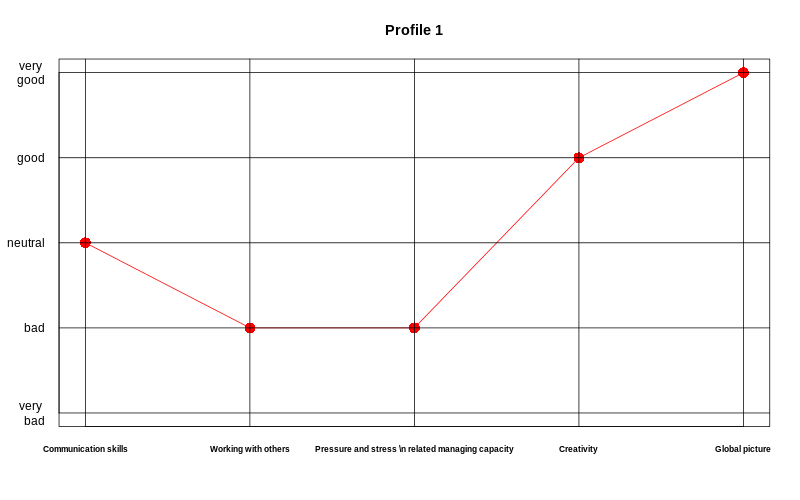 Profile 1
very
good
good
neutral
bad
very
bad
Communication skills
Working with others
Pressure and stress \n related managing capacity
Creativity
Global picture